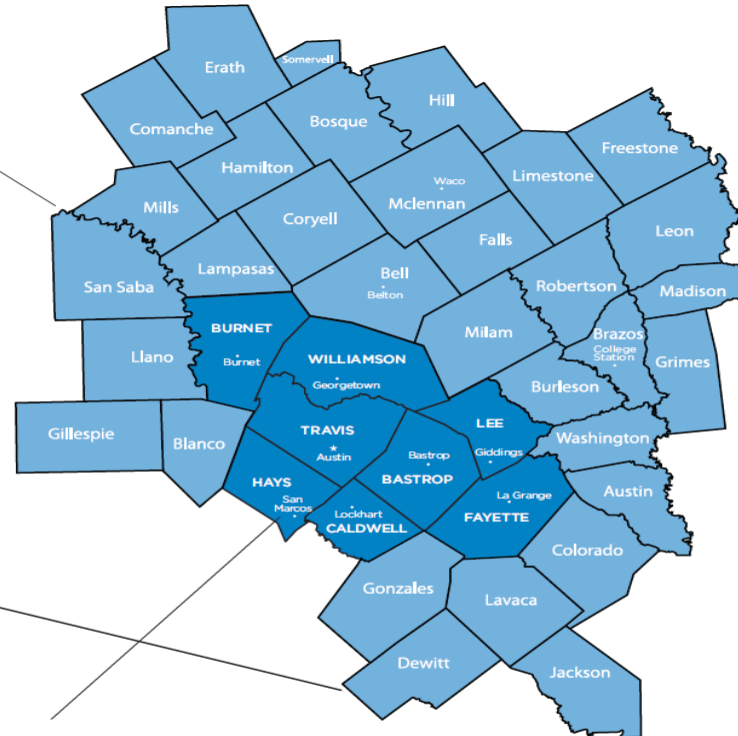 Erath
Somervell
Hill
Comanche
Bosque
Freestone
Hamilton
Limestone
Waco
Mclennan
Mills
Coryell
Falls
Leon
Lampasas
Bell
Belton
San Saba
Robertson
Madison
BURNET
Burnet
Milam
Brazos
College
Station
Llano
WILLIAMSON
Georgetown
Grimes
Burleson
Gillespie
Blanco
TRAVIS
Austin
LEE
Giddings
Washington
Bastrop
BASTROP
HAYS
San
Marcos
Lockhart
CALDWELL
La Grange
FAYETTE
Austin
Colorado
Gonzales
Lavaca
Dewitt
Jackson